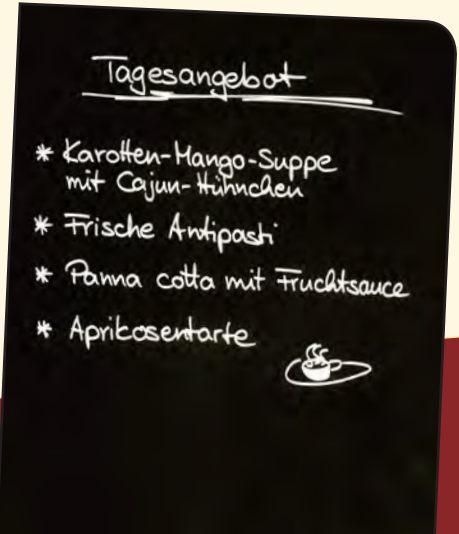 Tagesangebot
* Karotten-Mango-Suppe
mit Cajun-Hühnchen
* Frische Antipasti
* Panna cotta mit Fruchtsauce
* Aprikosentarte